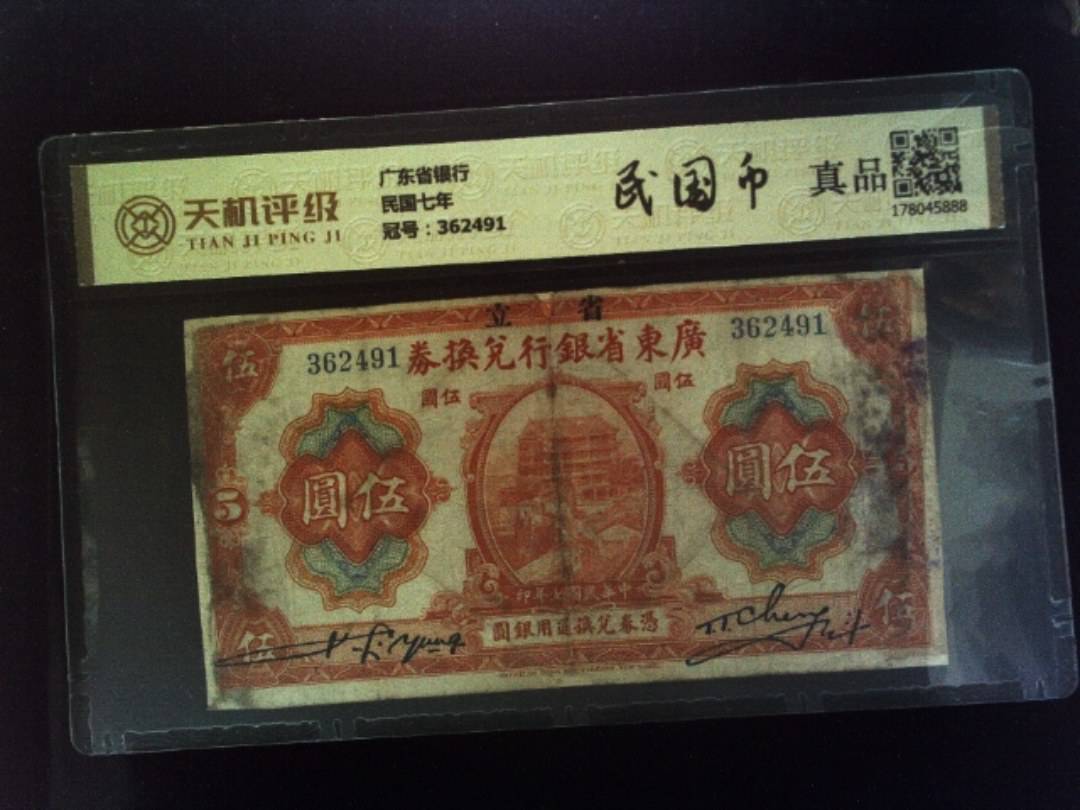 天机评级
TIAN JI PING JI
广东省银行
民国七年
冠号：362491
民国币
真品
178045888
省立
伍
伍
362491
廣東省銀行兌換券
362491
伍圓
伍圓
伍圓
伍圓
5
中華民國七年印
憑券兌換通用銀圓
伍
伍
T.T. Cheng